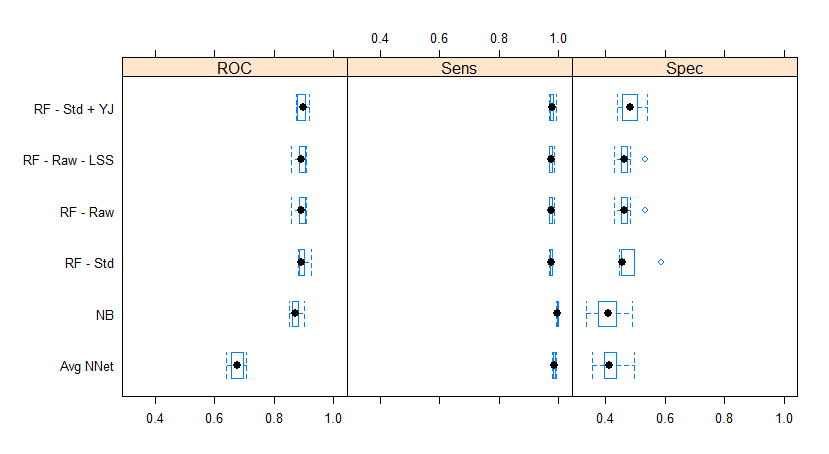 0.4 0.6 0.8 1.0
ROC Sens Spec
RF - Std + YJ
RF - Raw - LSS
RF - Raw
RF - Std
NB
Avg NNet
0.4 0.6 0.8 1.0 0.4 0.6 0.8 1.0